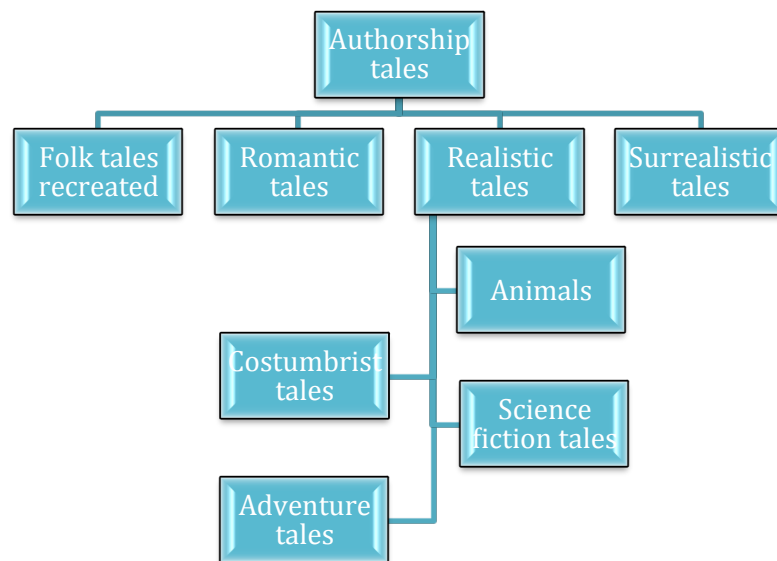 Authorship
tales
Folk tales
recreated
Romantic
tales
Realistic
tales
Surrealistic
tales
Animals
Costumbrist
tales
Science
fiction tales
Adventure
tales